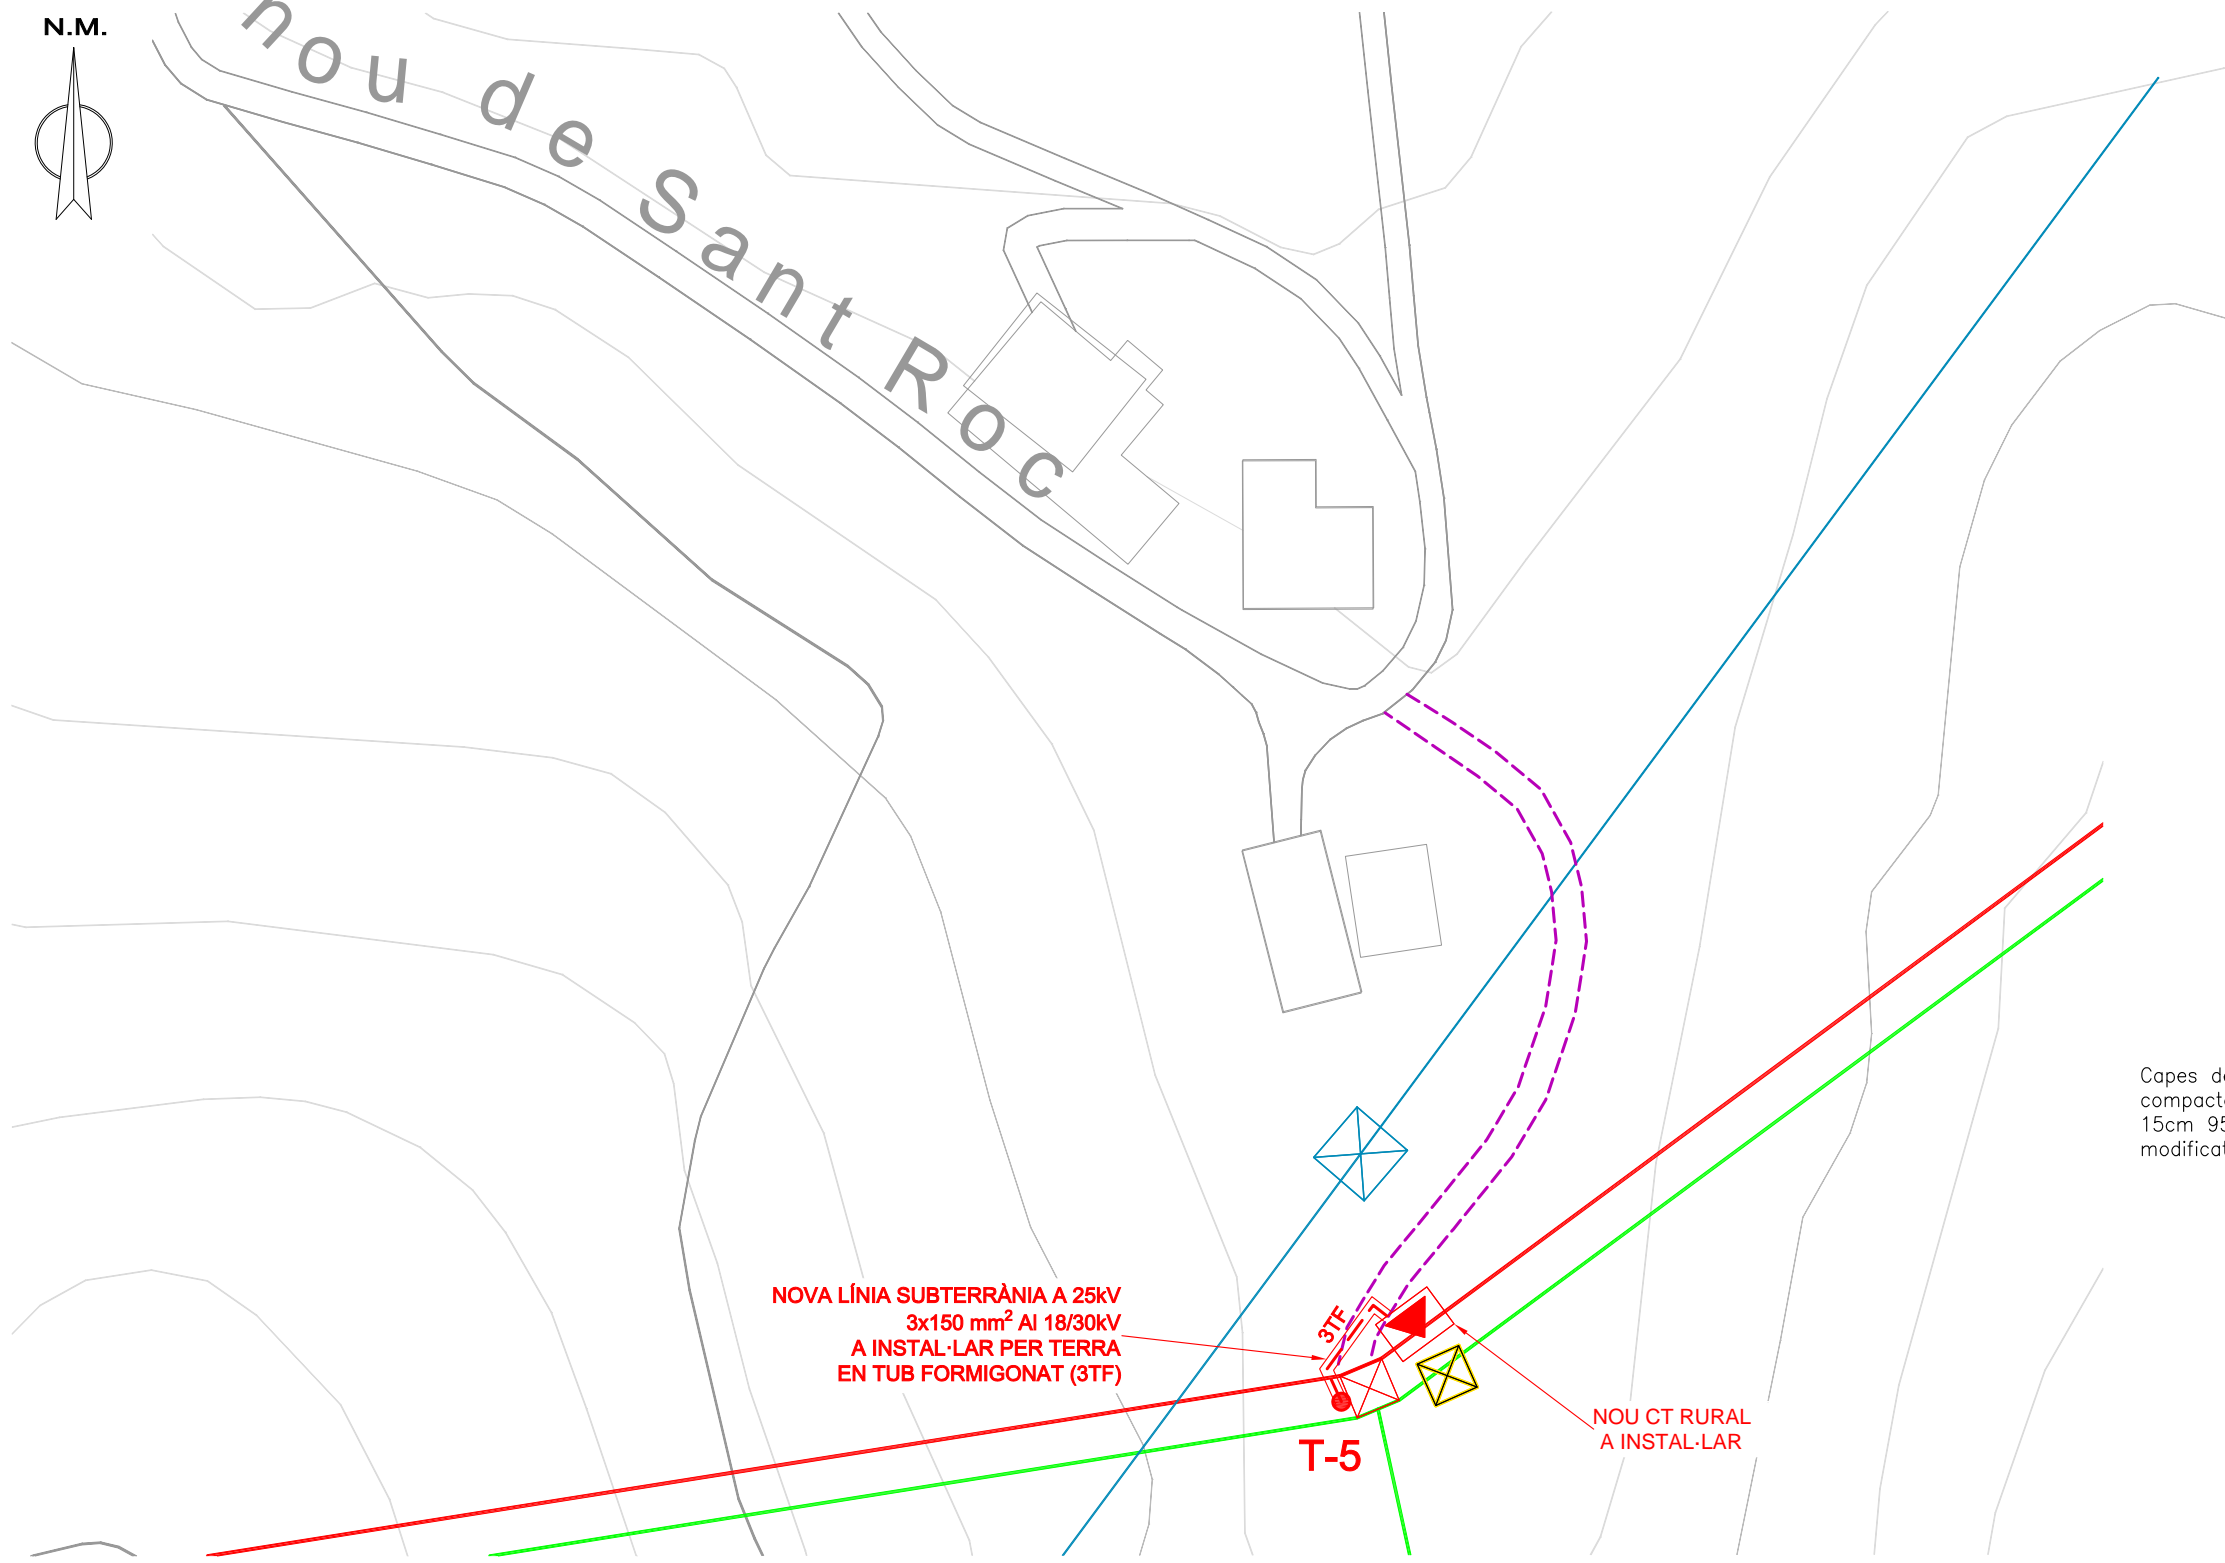 N.M.
nou de Sant Roc
Capes d
compact
15cm 95
modifica
NOVA LÍNIA SUBTERRÀNIA A 25kV
3x150 mm² Al 18/30kV
A INSTAL·LAR PER TERRA
EN TUB FORMIGONAT (3TF)
3TF
T-5
NOU CT RURAL
A INSTAL·LAR